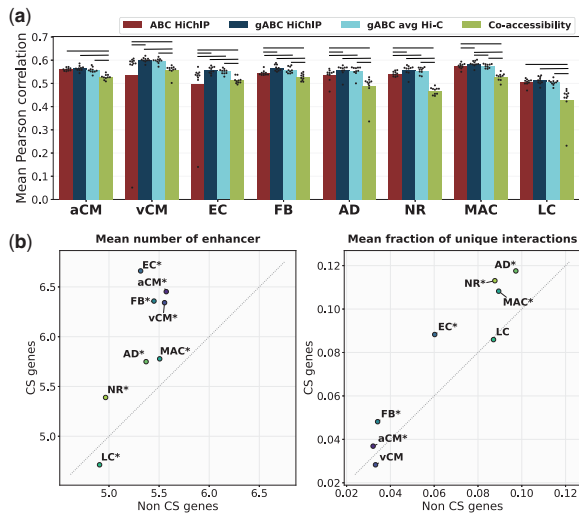 (a)
ABC HiChIP gABC HiChIP gABC avg Hi-C Co-accessibility
Mean Pearson correlation
0.7
0.6
0.5
0.4
0.3
0.2
0.1
0.0
aCM vCM EC FB AD NR MAC LC
(b)
Mean number of enhancer
CS genes
6.5
6.0
5.5
5.0
EC*
aCM*
FB*
vCM*
AD* MAC*
NR*
LC*
5.0 5.5 6.0 6.5
Non CS genes
Mean fraction of unique interactions
CS genes
0.12
0.10
0.08
0.06
0.04
0.02
AD*
NR*
MAC*
EC*
LC
FB*
aCM*
vCM
0.02 0.04 0.06 0.08 0.10 0.12
Non CS genes